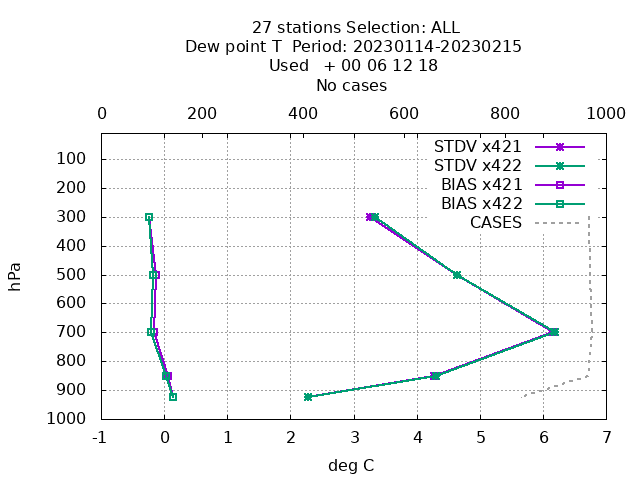 27 stations Selection: ALL
Dew point T  Period: 20230114-20230215
Used   + 00 06 12 18
No cases
0 200 400 600 800 1000
STDV x421
STDV x422
BIAS x421
BIAS x422
CASES
100
200
300
400
500
600
700
800
900
1000
hPa
-1 0 1 2 3 4 5 6 7
deg C